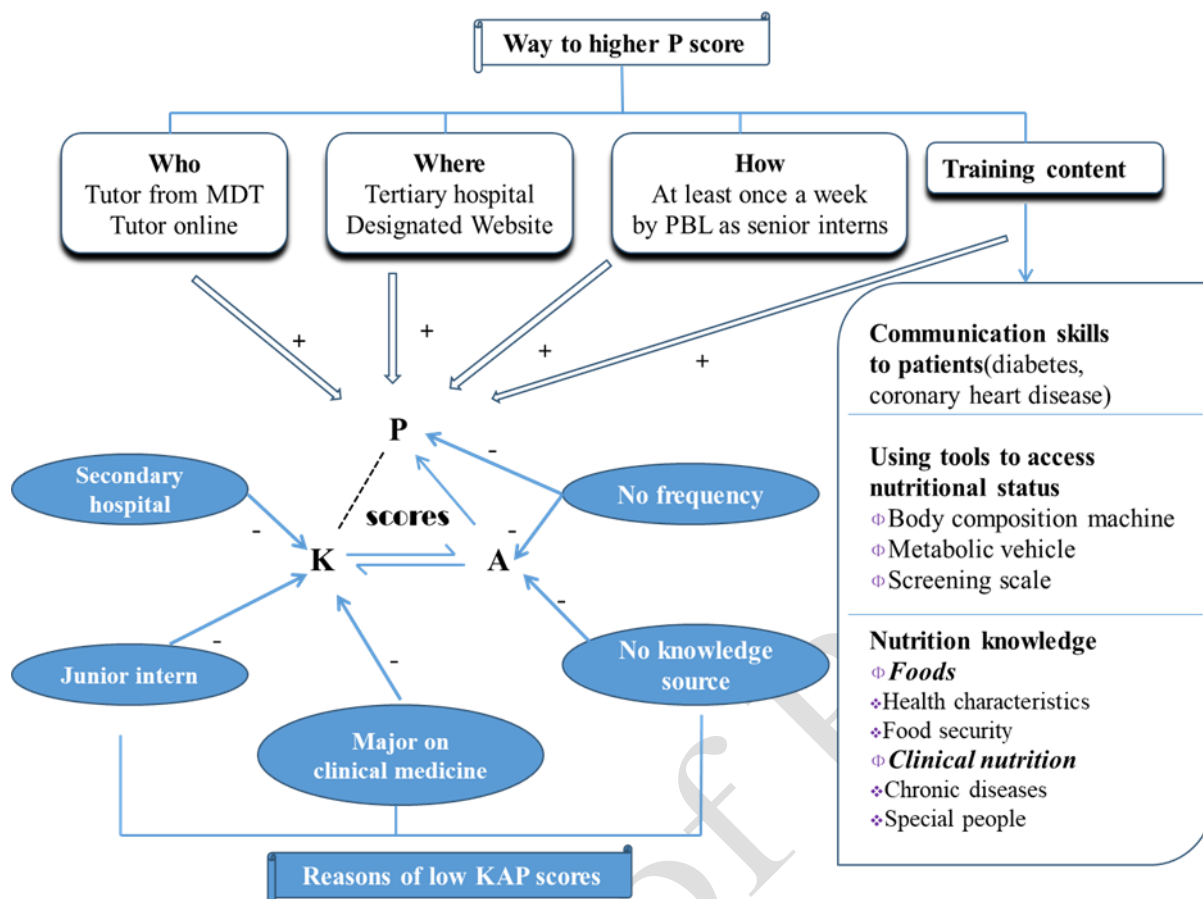 Way to higher P score
Who
Tutor from MDT
Tutor online
Where
Tertiary hospital
Designated Website
How
At least once a week
by PBL as senior interns
Training content
+
+
+
+
Communication skills
to patients(diabetes,
coronary heart disease)
Using tools to access
nutritional status
Φ Body composition machine
Φ Metabolic vehicle
Φ Screening scale
Nutrition knowledge
Φ Foods
❖Health characteristics
❖Food security
Φ Clinical nutrition
❖Chronic diseases
❖Special people
P
Secondary
hospital
-
-
No frequency
scores
-
K
A
-
-
Junior intern
-
No knowledge
source
Major on
clinical medicine
Reasons of low KAP scores
of